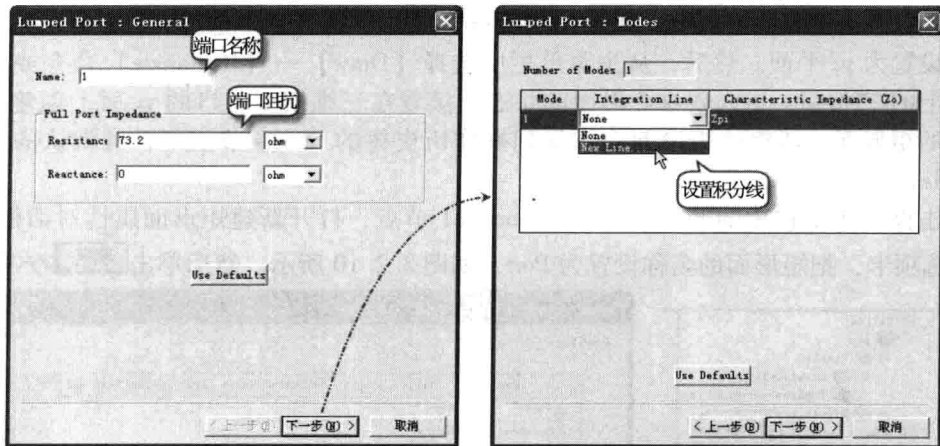 Lumped Port : General
端口名称
Name: 1
端口阻抗
Full Port Impedance
Resistance 73.2 ohm
Reactance: 0 ohm
Use Defaults
<上一步(B) 下一步(N) > 取消
Lumped Port : Modes
Number of Modes 1
Mode Integration Line Characteristic Impedance (Zo)
1 None Zpi
None
New Line...
设置积分线
Use Defaults
<上一步(B) 下一步(N) > 取消